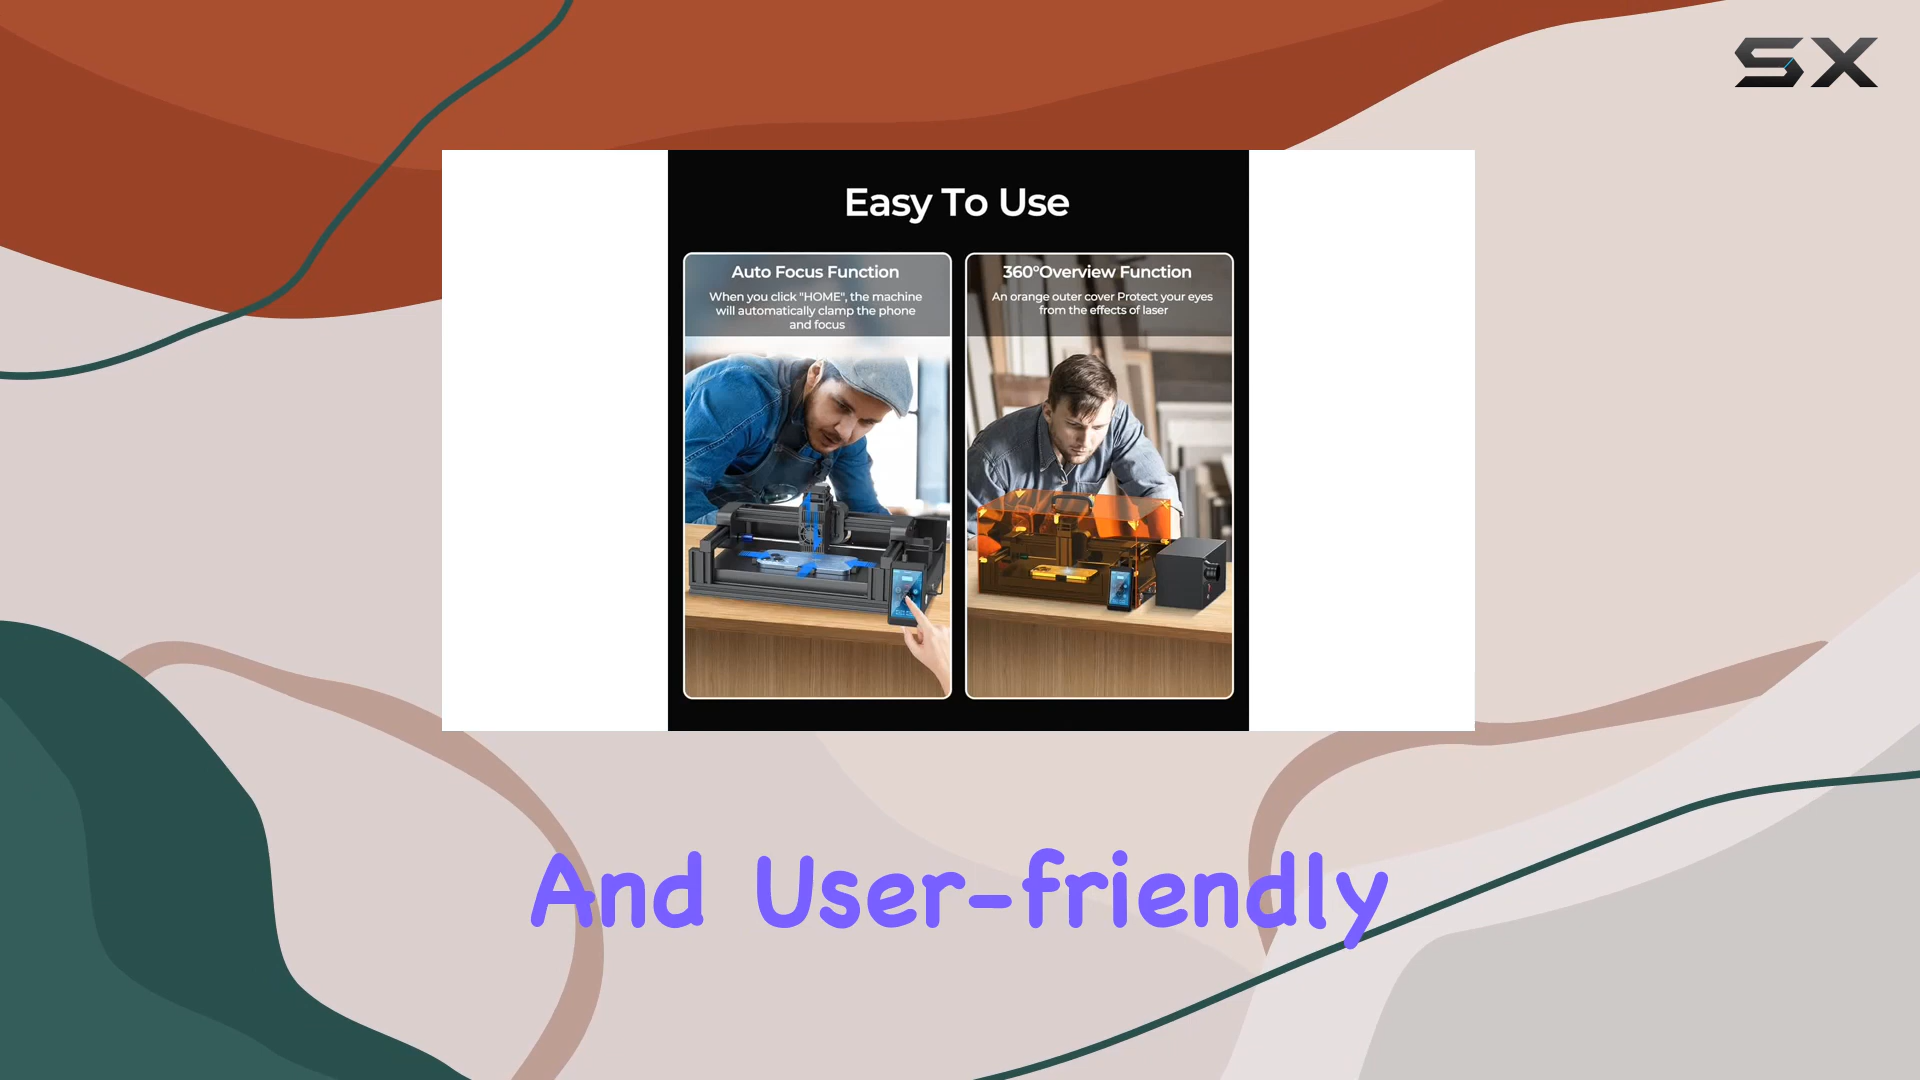 SX
Easy To Use
Auto Focus Function
When you click "HOME", the machine
will automatically clamp the phone
and focus
360°Overview Function
An orange outer cover Protect your eyes
from the effects of laser
And User-friendly